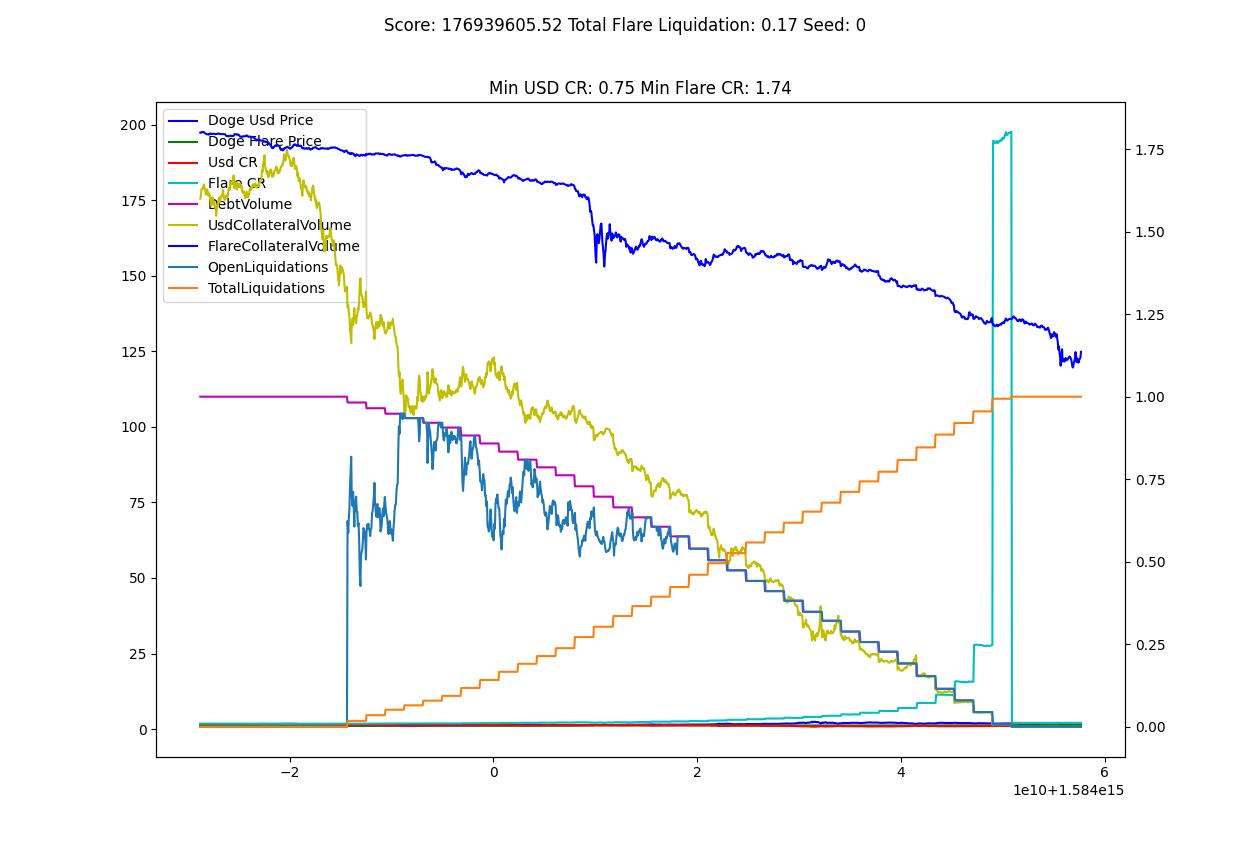 Score: 176939605.52 Total Flare Liquidation: 0.17 Seed: 0
Min USD CR: 0.75 Min Flare CR: 1.74
Doge Usd Price
Doge Flare Price
Usd CR
Flare CR
DebtVolume
UsdCollateralVolume
FlareCollateralVolume
OpenLiquidations
TotalLiquidations
200
175
150
125
100
75
50
25
0
1.75
1.50
1.25
1.00
0.75
0.50
0.25
0.00
−2
0
2
4
6
1e10+1.584e15